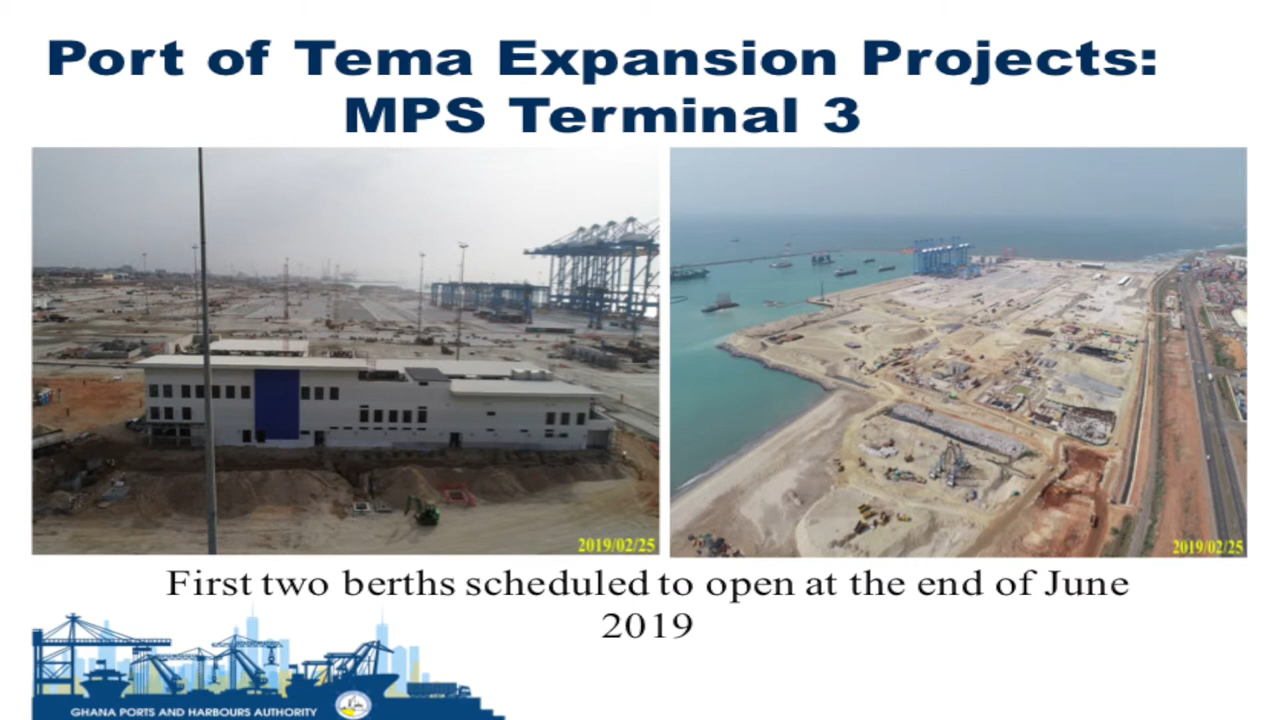 Port of Tema Expansion Projects:
MPS Terminal 3
2019/02/25
2019/02/25
First two berths scheduled to open at the end of June
2019
GHANA PORTS AND HARBOURS AUTHORITY